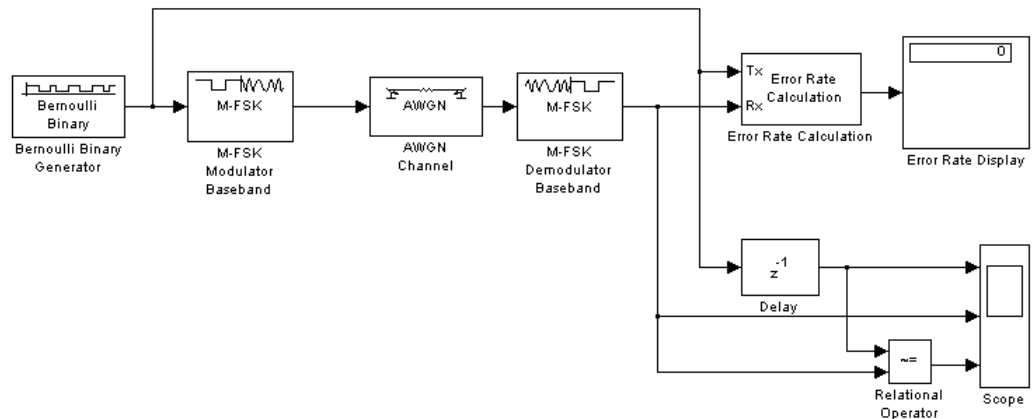 Bernoulli
Binary
Bernoulli Binary
Generator
M-FSK
M-FSK
Modulator
Baseband
AWGN
AWGN
Channel
M-FSK
M-FSK
Demodulator
Baseband
Tx
Rx
Error Rate
Calculation
Error Rate Calculation
0
Error Rate Display
z-1
Delay
~=
Relational
Operator
Scope